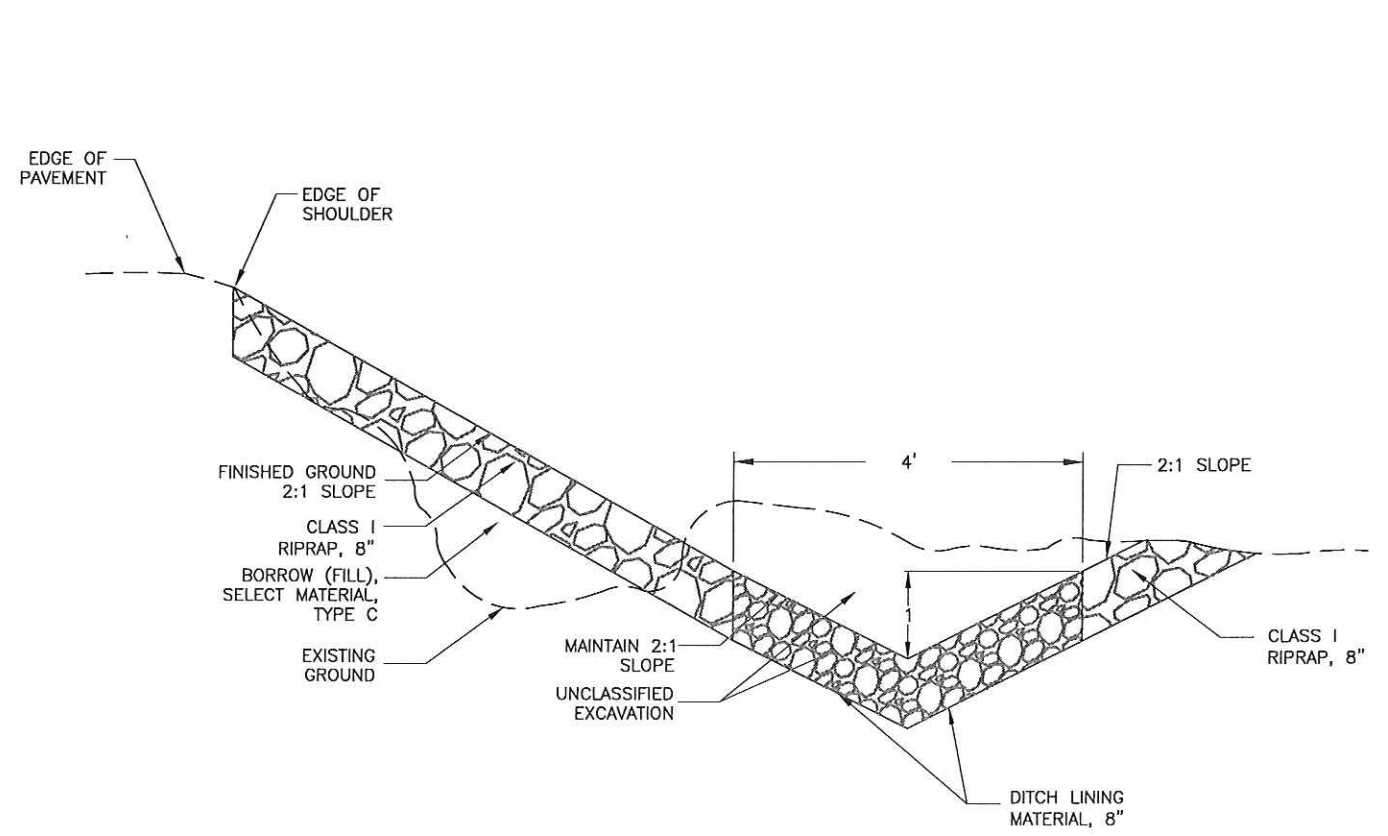 EDGE OF
PAVEMENT
EDGE OF
SHOULDER
FINISHED GROUND
2:1 SLOPE
4'
2:1 SLOPE
CLASS I
RIPRAP, 8"
BORROW (FILL),
SELECT MATERIAL,
TYPE C
1
EXISTING
GROUND
MAINTAIN 2:1
SLOPE
CLASS I
RIPRAP, 8"
UNCLASSIFIED
EXCAVATION
DITCH LINING
MATERIAL, 8"